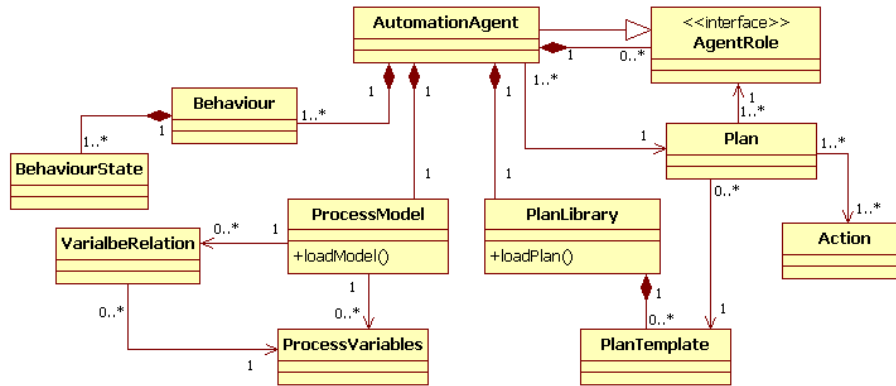 AutomationAgent
<<interface>>
AgentRole
1
0..*
1
1
1
1..*
1
1..*
Behaviour
1..*
1
1..*
BehaviourState
1
Plan
1..*
0..*
1..*
Action
1
1
ProcessModel
+loadModel()
PlanLibrary
+loadPlan()
0..*
1
VarialbeRelation
1
0..*
1
0..*
0..*
1
1
ProcessVariables
PlanTemplate